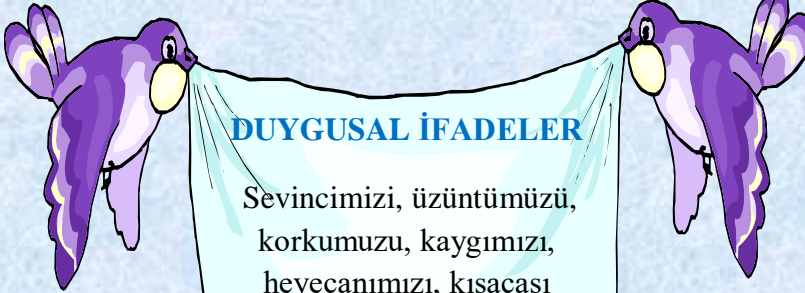 DUYGUSAL İFADELER
Sevincimizi, üzüntümüzü,
korkumuzu, kaygımızı,
heyecanımızı, kısacası